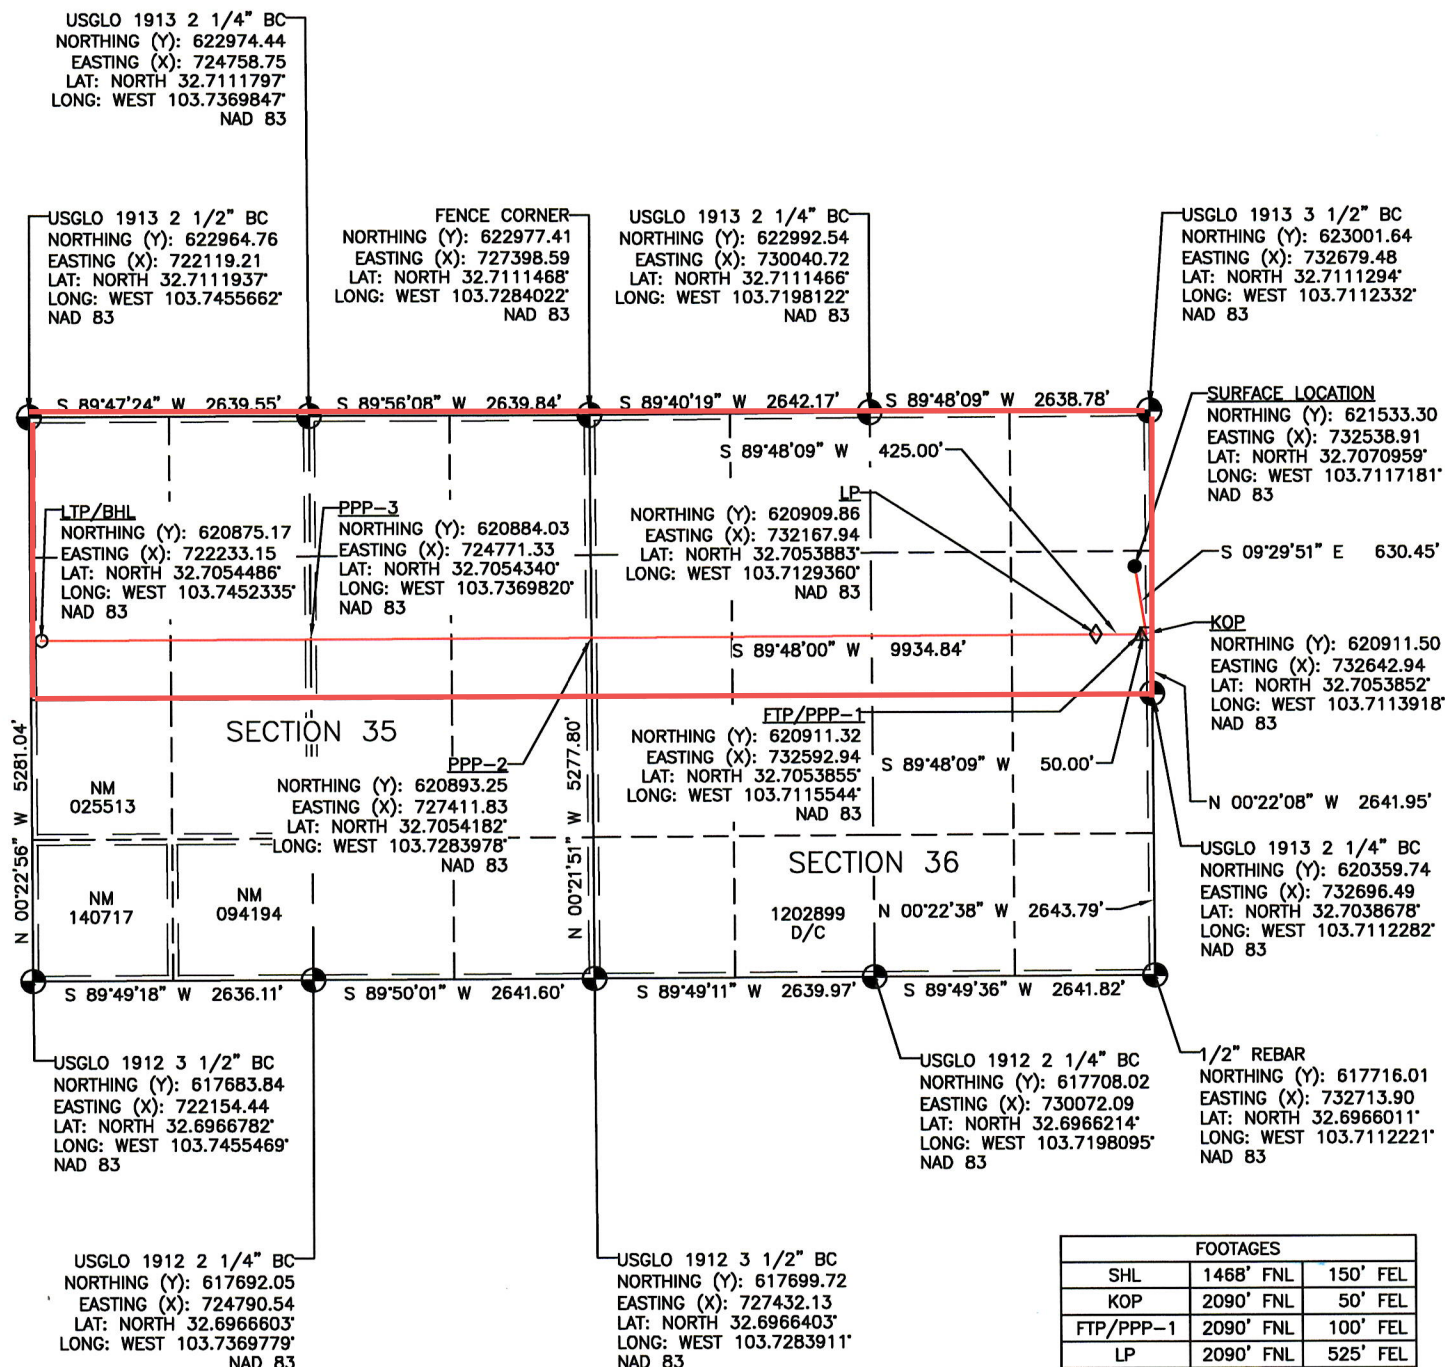 USGLO 1913 2 1/4" BC
NORTHING (Y): 622974.44
EASTING (X): 724758.75
LAT: NORTH 32.7111797°
LONG: WEST 103.7369847°
NAD 83
USGLO 1913 2 1/2" BC
NORTHING (Y): 622964.76
EASTING (X): 722119.21
LAT: NORTH 32.7111937°
LONG: WEST 103.7455662°
NAD 83
FENCE CORNER
NORTHING (Y): 622977.41
EASTING (X): 727398.59
LAT: NORTH 32.7111468°
LONG: WEST 103.7284022°
NAD 83
USGLO 1913 2 1/4" BC
NORTHING (Y): 622992.54
EASTING (X): 730040.72
LAT: NORTH 32.7111466°
LONG: WEST 103.7198122°
NAD 83
USGLO 1913 3 1/2" BC
NORTHING (Y): 623001.64
EASTING (X): 732679.48
LAT: NORTH 32.7111294°
LONG: WEST 103.7112332°
NAD 83
S 89°47'24" W 2639.55'
S 89°56'08" W 2639.84'
S 89°40'19" W 2642.17'
S 89°48'09" W 2638.78'
SURFACE LOCATION
NORTHING (Y): 621533.30
EASTING (X): 732538.91
LAT: NORTH 32.7070959°
LONG: WEST 103.7117181°
NAD 83
S 89°48'09" W 425.00'
LTP/BHL
NORTHING (Y): 620875.17
EASTING (X): 722233.15
LAT: NORTH 32.7054486°
LONG: WEST 103.7452335°
NAD 83
PPP-3
NORTHING (Y): 620884.03
EASTING (X): 724771.33
LAT: NORTH 32.7054340°
LONG: WEST 103.7369820°
NAD 83
LP
NORTHING (Y): 620909.86
EASTING (X): 732167.94
LAT: NORTH 32.7053883°
LONG: WEST 103.7129360°
NAD 83
S 09°29'51" E 630.45'
KOP
NORTHING (Y): 620911.50
EASTING (X): 732642.94
LAT: NORTH 32.7053852°
LONG: WEST 103.7113918°
NAD 83
S 89°48'00" W 9934.84'
SECTION 35
FTP/PPP-1
NORTHING (Y): 620911.32
EASTING (X): 732592.94
LAT: NORTH 32.7053855°
LONG: WEST 103.7115544°
NAD 83
S 89°48'09" W 50.00'
PPP-2
NORTHING (Y): 620893.25
EASTING (X): 727411.83
LAT: NORTH 32.7054182°
LONG: WEST 103.7283978°
NAD 83
N 00°22'56" W 5281.04'
NM
025513
N 00°21'51" W 5277.80'
N 00°22'08" W 2641.95'
USGLO 1913 2 1/4" BC
NORTHING (Y): 620359.74
EASTING (X): 732696.49
LAT: NORTH 32.7038678°
LONG: WEST 103.7112282°
NAD 83
SECTION 36
NM
140717
NM
094194
1202899
D/C
N 00°22'38" W 2643.79'
S 89°49'18" W 2636.11'
S 89°50'01" W 2641.60'
S 89°49'11" W 2639.97'
S 89°49'36" W 2641.82'
USGLO 1912 3 1/2" BC
NORTHING (Y): 617683.84
EASTING (X): 722154.44
LAT: NORTH 32.6966782°
LONG: WEST 103.7455469°
NAD 83
USGLO 1912 2 1/4" BC
NORTHING (Y): 617708.02
EASTING (X): 730072.09
LAT: NORTH 32.6966214°
LONG: WEST 103.7198095°
NAD 83
1/2" REBAR
NORTHING (Y): 617716.01
EASTING (X): 732713.90
LAT: NORTH 32.6966011°
LONG: WEST 103.7112221°
NAD 83
USGLO 1912 2 1/4" BC
NORTHING (Y): 617692.05
EASTING (X): 724790.54
LAT: NORTH 32.6966603°
LONG: WEST 103.7369779°
NAD 83
USGLO 1912 3 1/2" BC
NORTHING (Y): 617699.72
EASTING (X): 727432.13
LAT: NORTH 32.6966403°
LONG: WEST 103.7283911°
NAD 83
FOOTAGES
SHL 1468' FNL 150' FEL
KOP 2090' FNL 50' FEL
FTP/PPP-1 2090' FNL 100' FEL
LP 2090' FNL 525' FEL